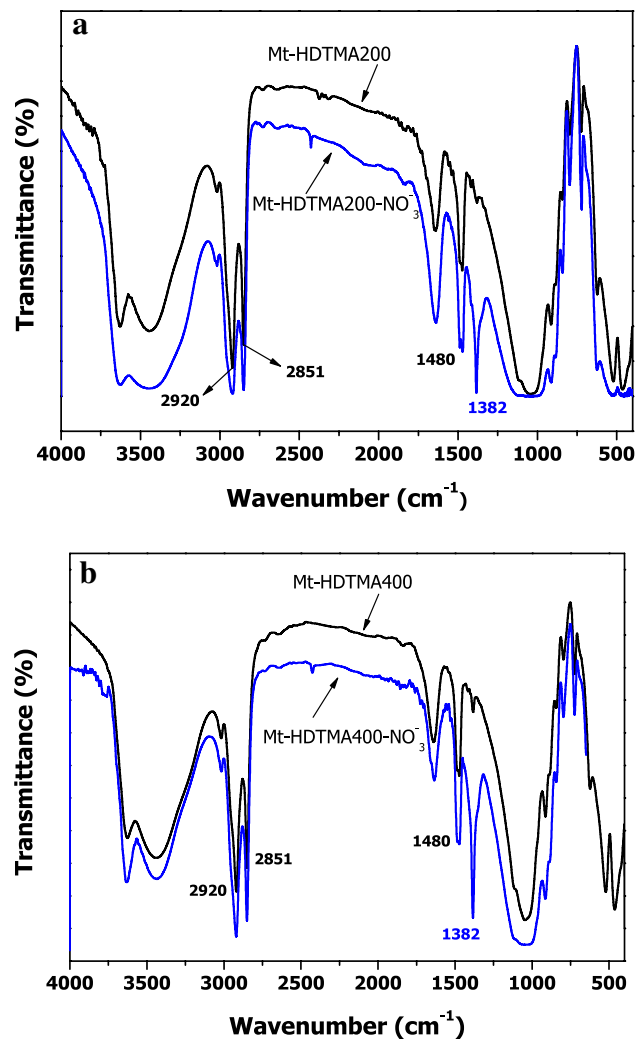 a
Mt-HDTMA200
Mt-HDTMA200-NO₃⁻
2851
2920
1480
1382
Transmittance (%)
4000 3500 3000 2500 2000 1500 1000 500
Wavenumber (cm⁻¹)
b
Mt-HDTMA400
Mt-HDTMA400-NO₃⁻
2851
2920
1480
1382
Transmittance (%)
4000 3500 3000 2500 2000 1500 1000 500
Wavenumber (cm⁻¹)